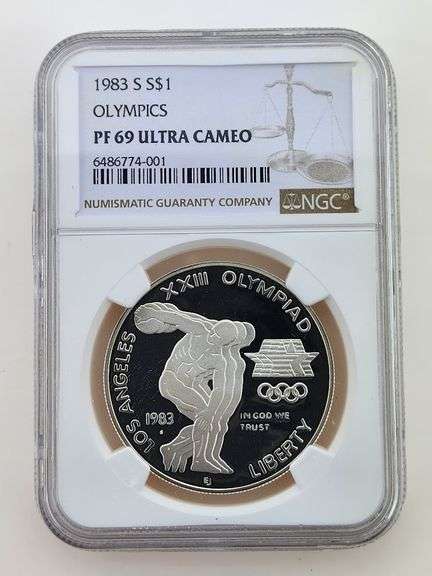 1983 S S$1
OLYMPICS
PF 69 ULTRA CAMEO
6486774-001
NUMISMATIC GUARANTY COMPANY
NGC®
LOS ANGELES XXIII OLYMPIAD
1983
S
IN GOD WE
TRUST
LIBERTY
EJ